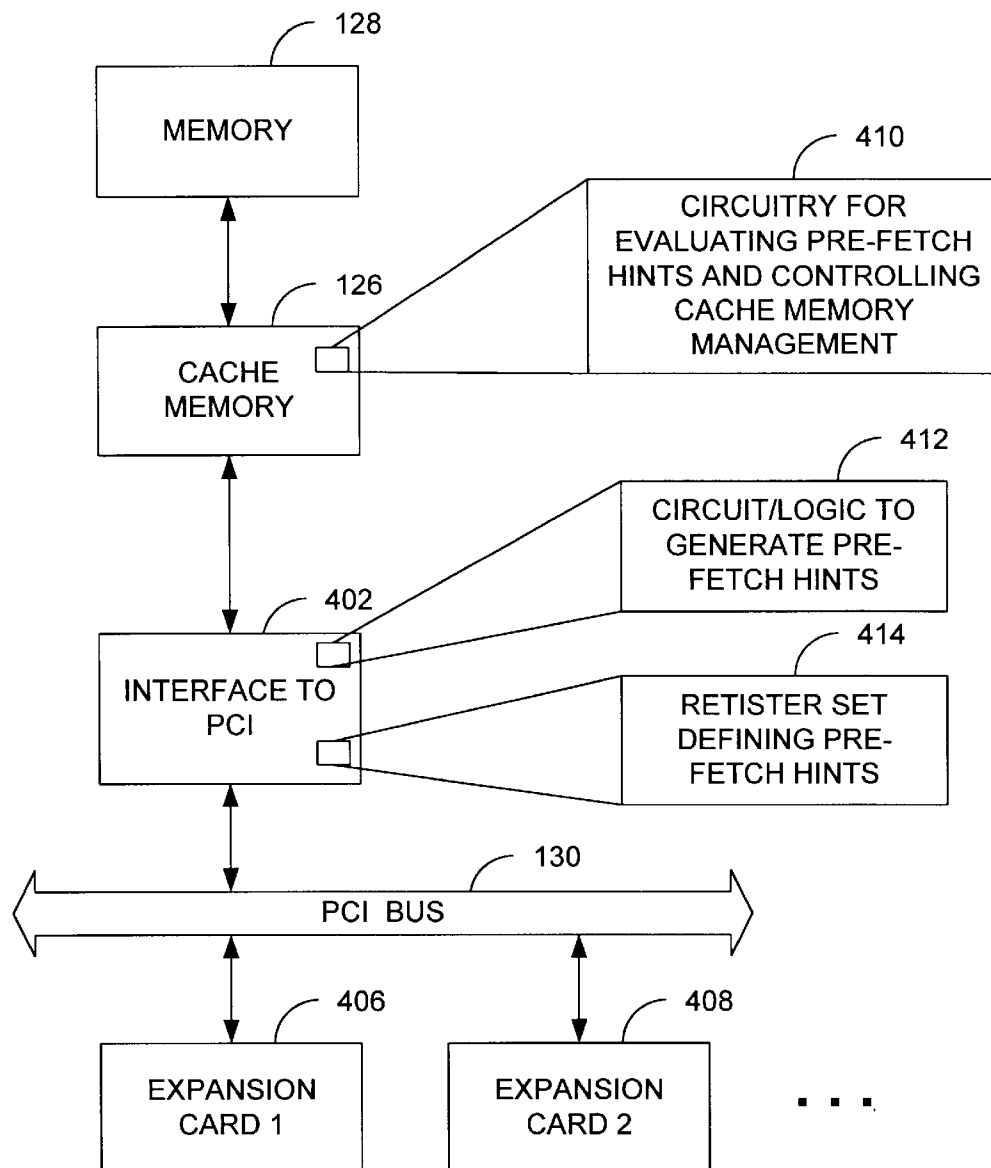 128
MEMORY
410
CIRCUITRY FOR
EVALUATING PRE-FETCH
HINTS AND CONTROLLING
CACHE MEMORY
MANAGEMENT
126
CACHE
MEMORY
412
CIRCUIT/LOGIC TO
GENERATE PRE-
FETCH HINTS
402
INTERFACE TO
PCI
414
RETISTER SET
DEFINING PRE-
FETCH HINTS
130
PCI BUS
406
EXPANSION
CARD 1
408
EXPANSION
CARD 2
. . .